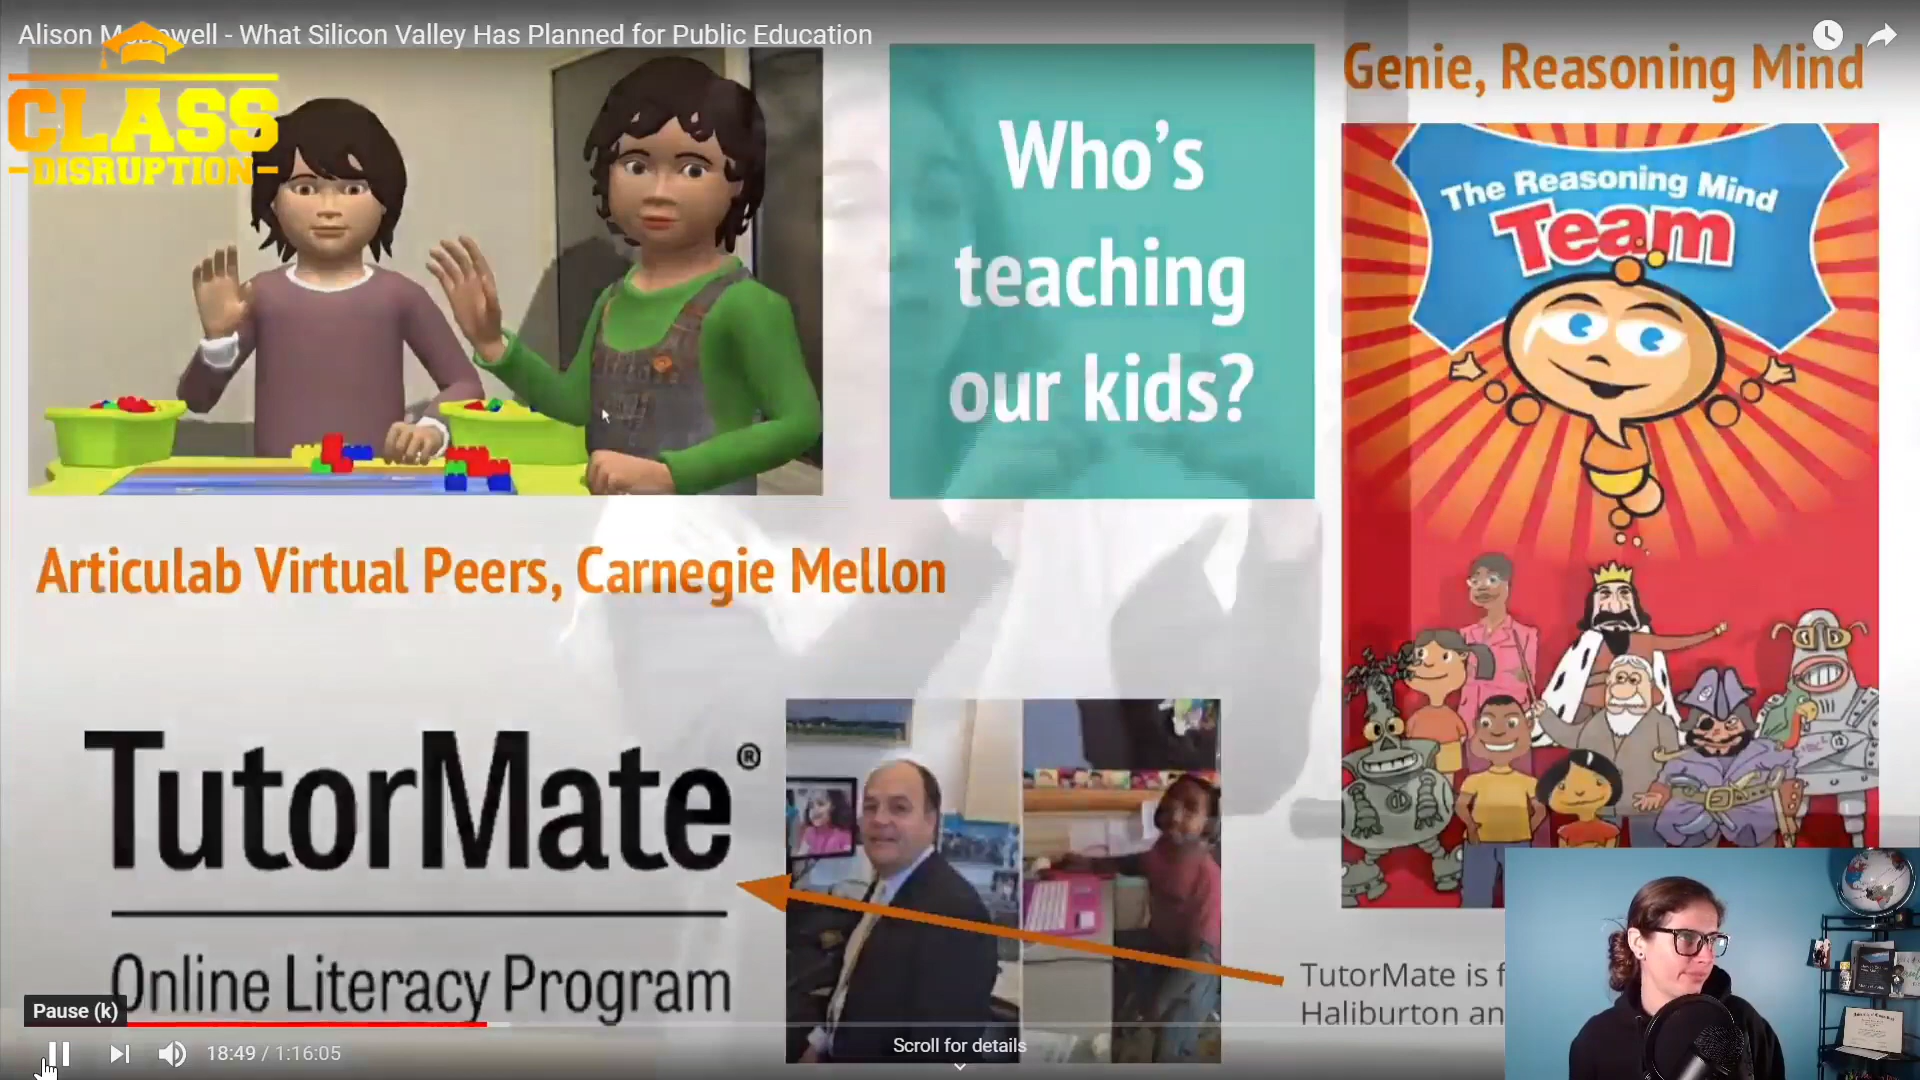 Alison McDowell - What Silicon Valley Has Planned for Public Education
CLASS
DISRUPTION
Who's
teaching
our kids?
Genie, Reasoning Mind
The Reasoning Mind
Team
Articulab Virtual Peers, Carnegie Mellon
TutorMate®
Online Literacy Program
TutorMate is f
Haliburton an
Pause (k)
18:49 / 1:16:05
Scroll for details